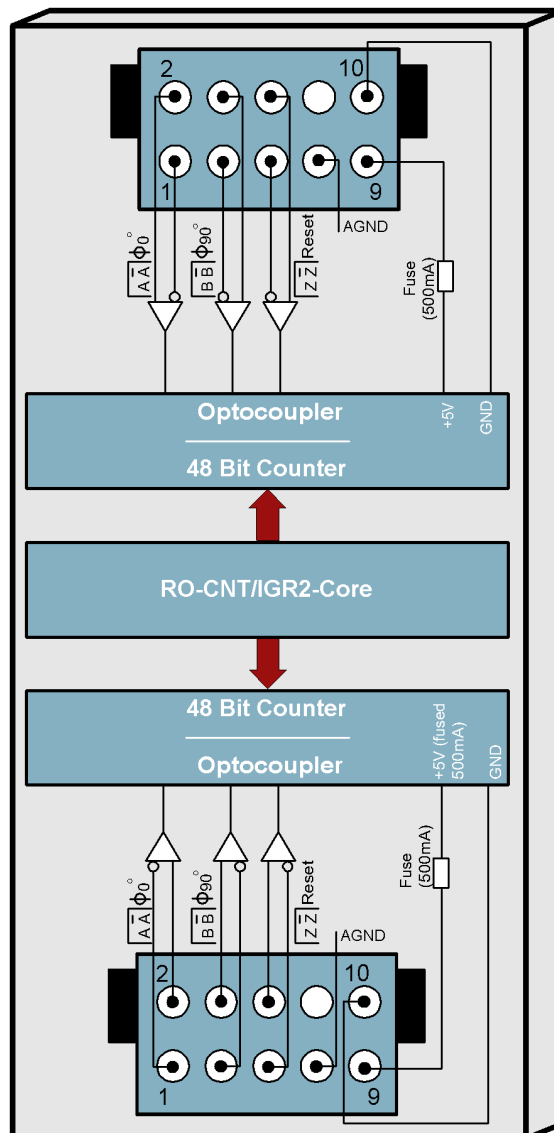 2
10
1
9
AGND
A A̅ ϕ0°
B B̅ ϕ90°
Z Z̅ Reset
Fuse
(500mA)
Optocoupler
48 Bit Counter
+5V
GND
RO-CNT/IGR2-Core
48 Bit Counter
Optocoupler
+5V (fused
500mA)
GND
A A̅ ϕ0°
B B̅ ϕ90°
Z Z̅ Reset
AGND
Fuse
(500mA)
2
10
1
9